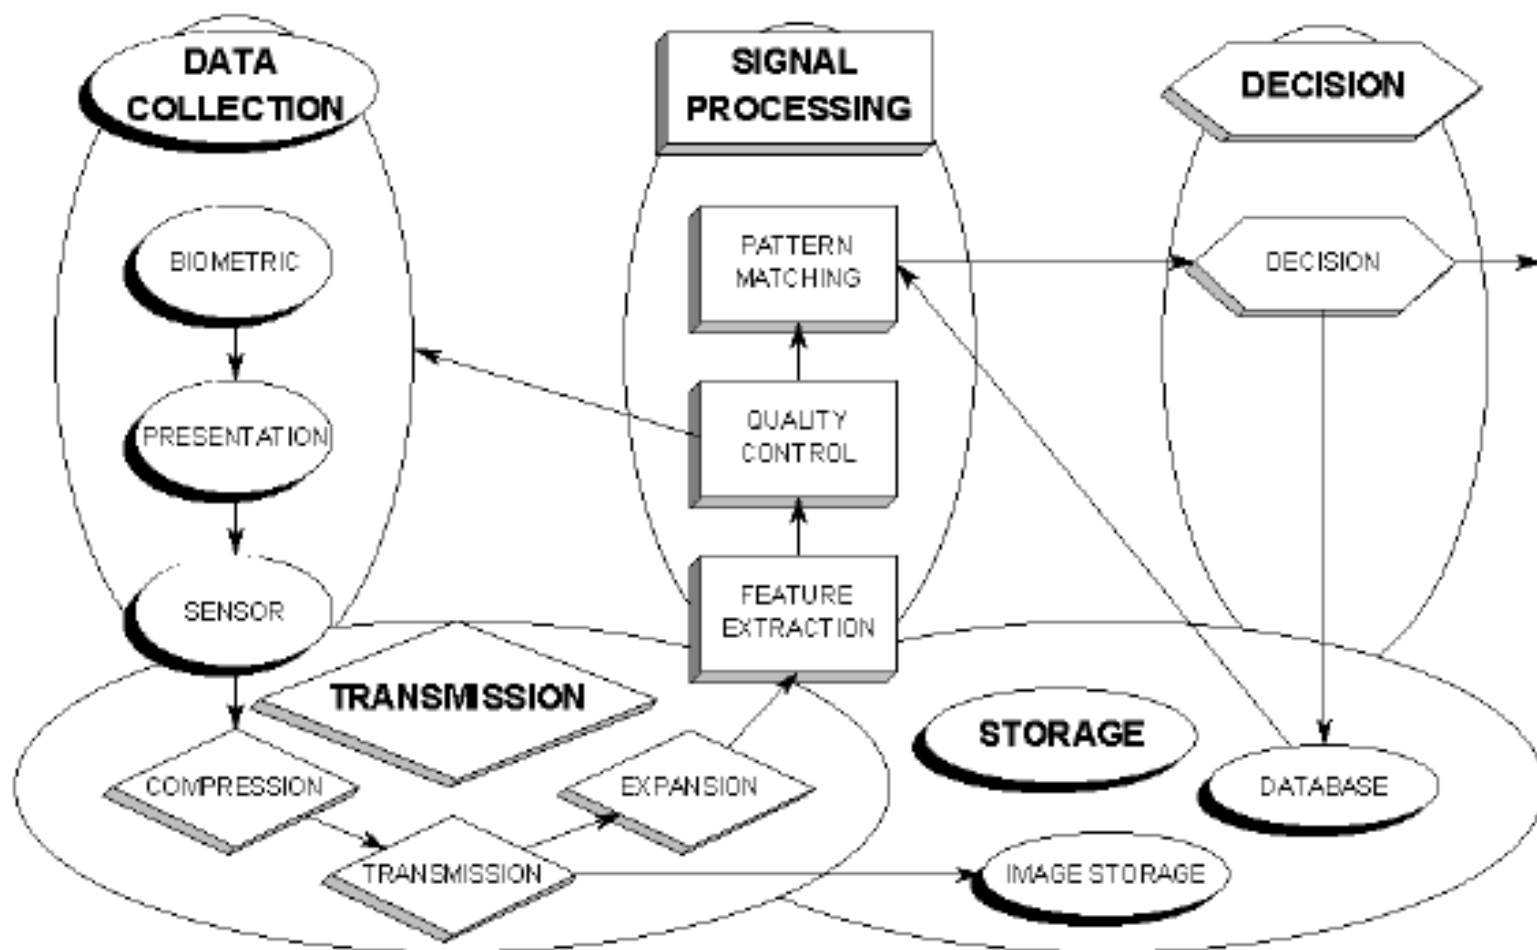 DATA
COLLECTION
SIGNAL
PROCESSING
DECISION
BIOMETRIC
PATTERN
MATCHING
DECISION
PRESENTATION
QUALITY
CONTROL
SENSOR
FEATURE
EXTRACTION
TRANSMISSION
STORAGE
COMPRESSION
EXPANSION
DATABASE
TRANSMISSION
IMAGE STORAGE